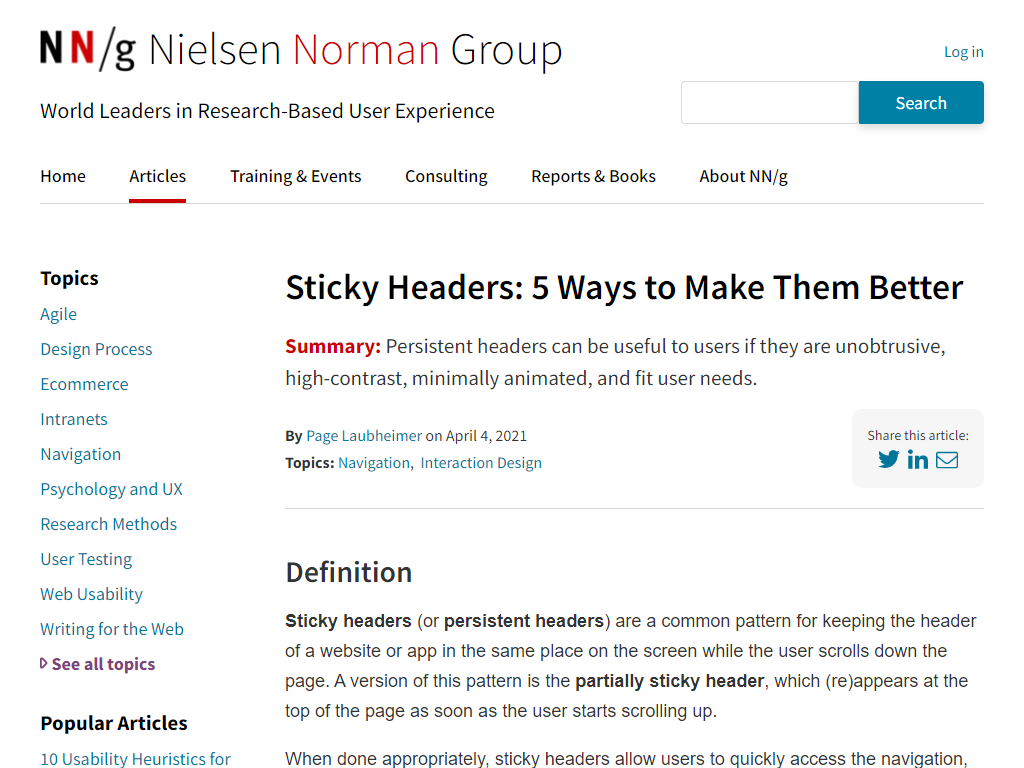 NN/g Nielsen Norman Group
Log in
World Leaders in Research-Based User Experience
Search
Home Articles Training & Events Consulting Reports & Books About NN/g
Topics
Agile
Design Process
Ecommerce
Intranets
Navigation
Psychology and UX
Research Methods
User Testing
Web Usability
Writing for the Web
See all topics
Popular Articles
10 Usability Heuristics for
Sticky Headers: 5 Ways to Make Them Better
Summary: Persistent headers can be useful to users if they are unobtrusive,
high-contrast, minimally animated, and fit user needs.
By Page Laubheimer on April 4, 2021
Topics: Navigation, Interaction Design
Share this article:
Definition
Sticky headers (or persistent headers) are a common pattern for keeping the header
of a website or app in the same place on the screen while the user scrolls down the
page. A version of this pattern is the partially sticky header, which (re)appears at the
top of the page as soon as the user starts scrolling up.
When done appropriately, sticky headers allow users to quickly access the navigation,